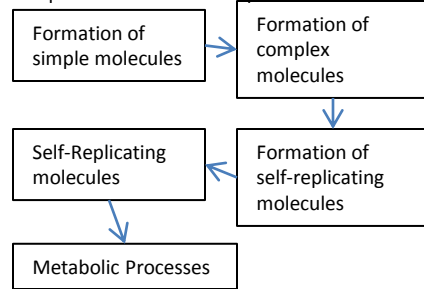 Formation of
simple molecules
Formation of
complex
molecules
Formation of
self-replicating
molecules
Self-Replicating
molecules
Metabolic Processes